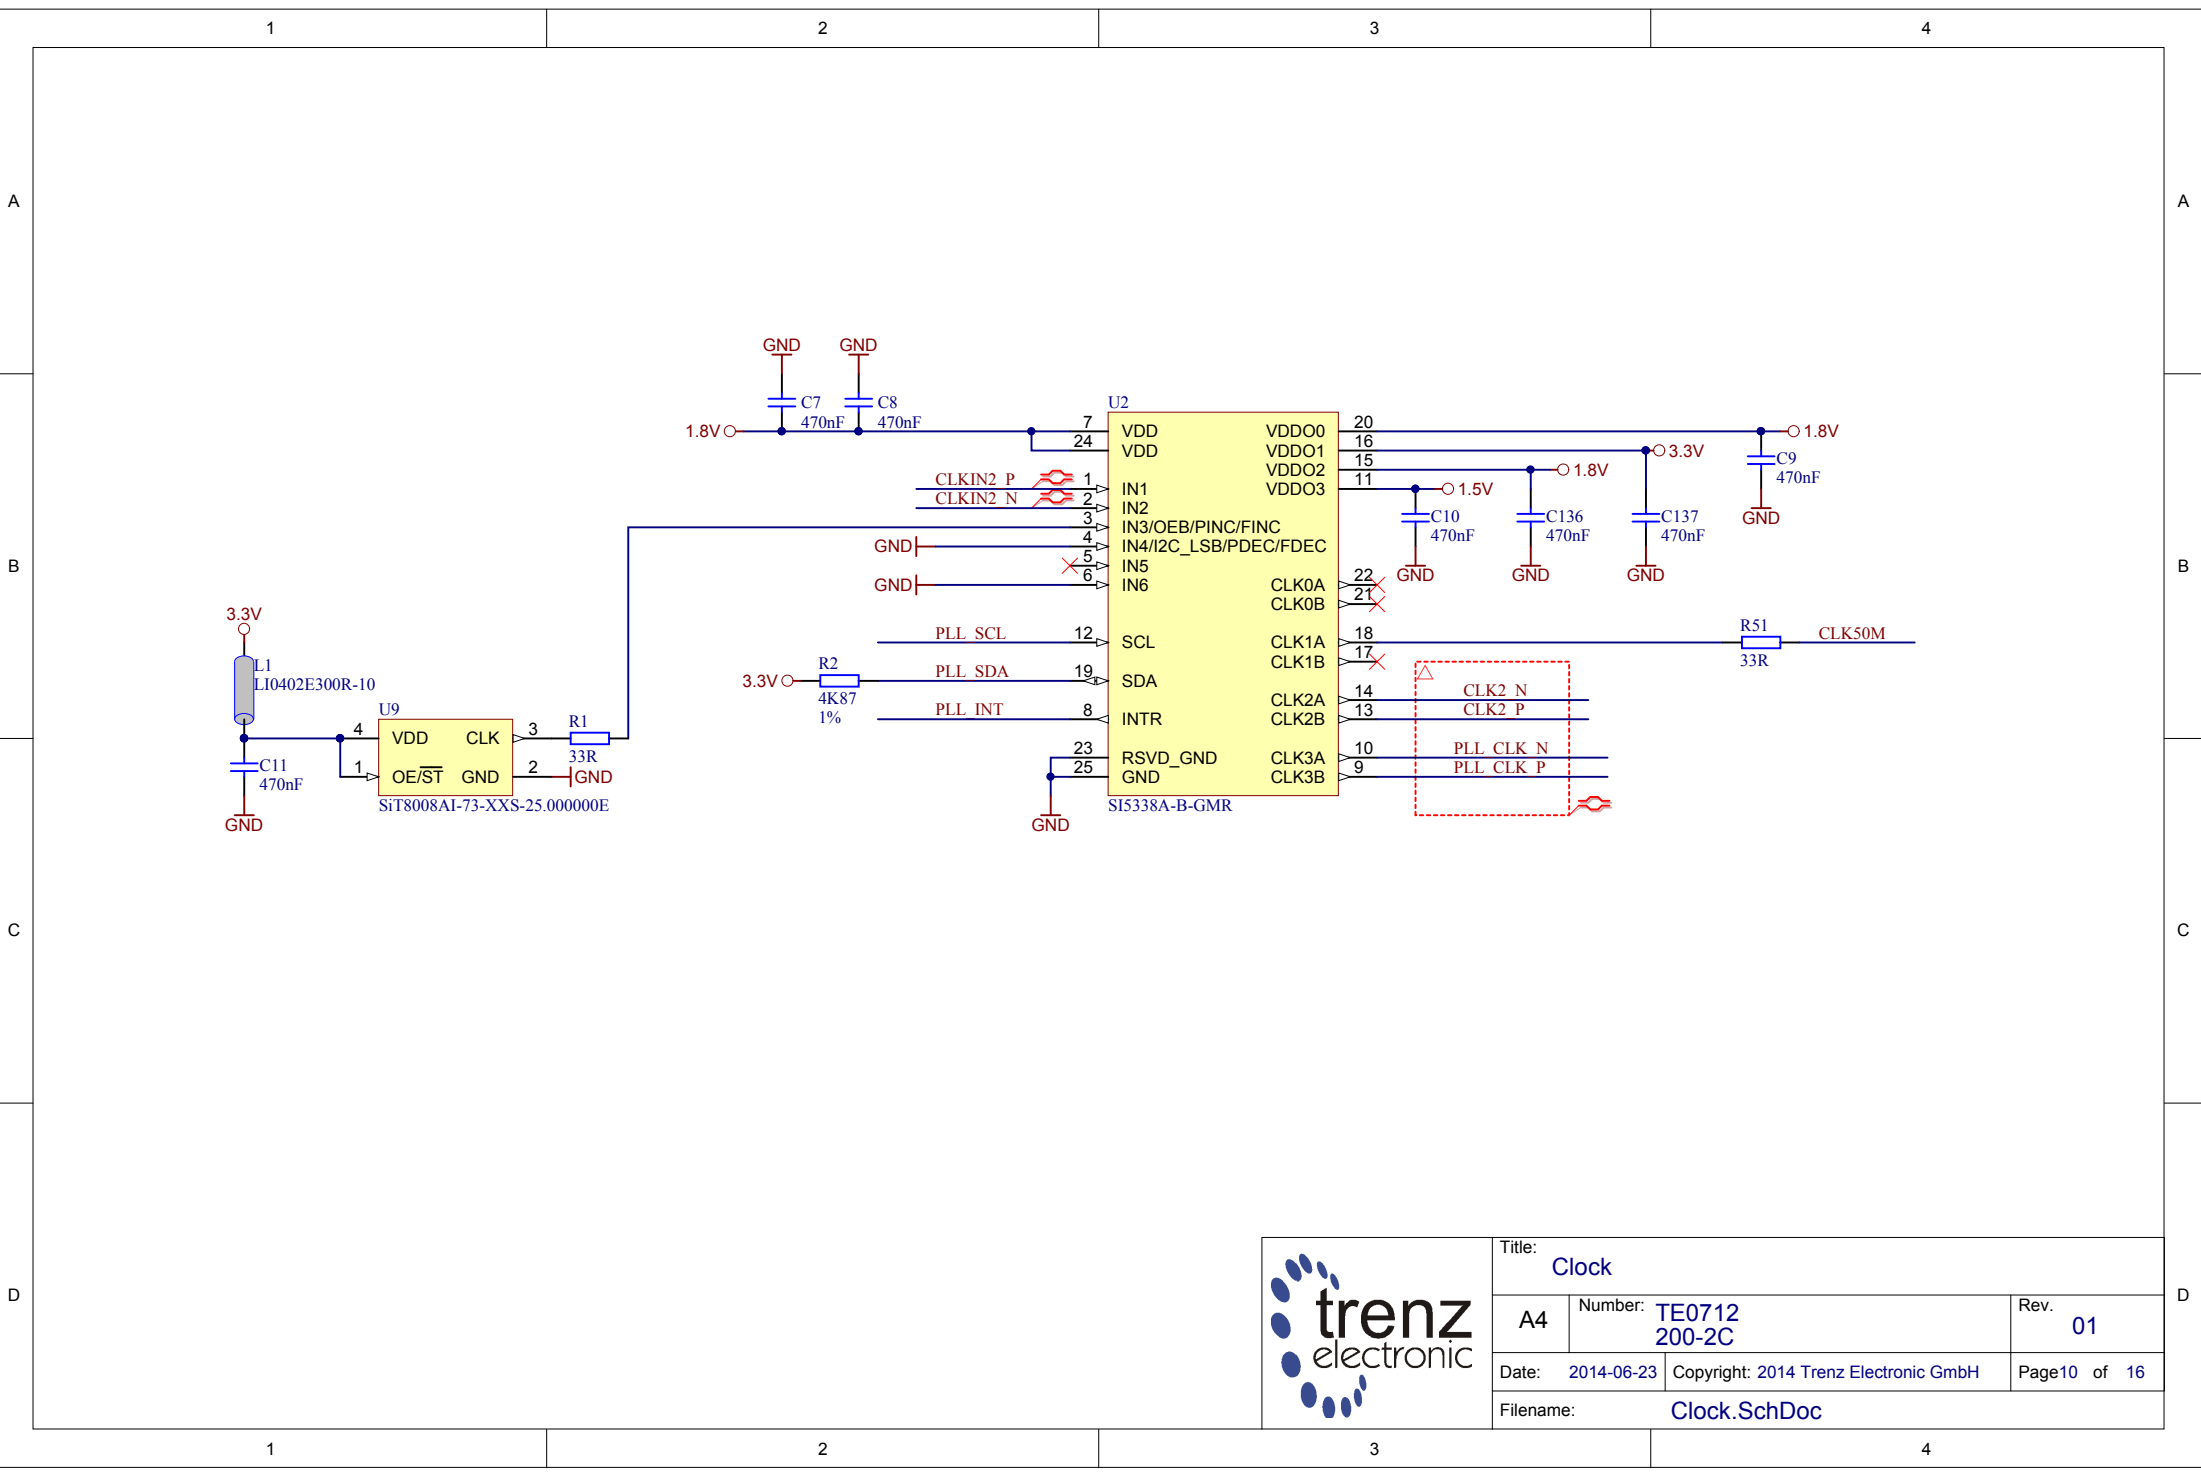 1 2 3 4
A A
GND GND
C7 C8
470nF 470nF
1.8V
U2
7 VDD VDDO0 20 1.8V
24 VDD VDDO1 16 3.3V
VDDO2 15 1.8V
CLKIN2_P 1 IN1 VDDO3 11 1.5V
CLKIN2_N 2 IN2
3 IN3/OEB/PINC/FINC
GND 4 IN4/I2C_LSB/PDEC/FDEC
5 IN5
GND 6 IN6
C9
470nF
GND
C10 C136 C137
470nF 470nF 470nF
GND GND GND
B B
CLK0A 22
CLK0B 21
PLL_SCL 12 SCL CLK1A 18 R51 CLK50M
CLK1B 17 33R
3.3V R2 PLL_SDA 19 SDA
4K87
1%
CLK2A 14 CLK2_N
PLL_INT 8 INTR CLK2B 13 CLK2_P
23 RSVD_GND CLK3A 10 PLL_CLK_N
25 GND CLK3B 9 PLL_CLK_P
GND
SI5338A-B-GMR
3.3V
L1
LI0402E300R-10
U9
4 VDD CLK 3 R1
33R
1 OE/ST GND 2 GND
C11
470nF
GND
SiT8008AI-73-XXS-25.000000E
C C
D D
trenz
electronic
Title:
Clock
A4 Number: TE0712
200-2C
Rev.
01
Date: 2014-06-23 Copyright: 2014 Trenz Electronic GmbH Page10 of 16
Filename: Clock.SchDoc
1 2 3 4